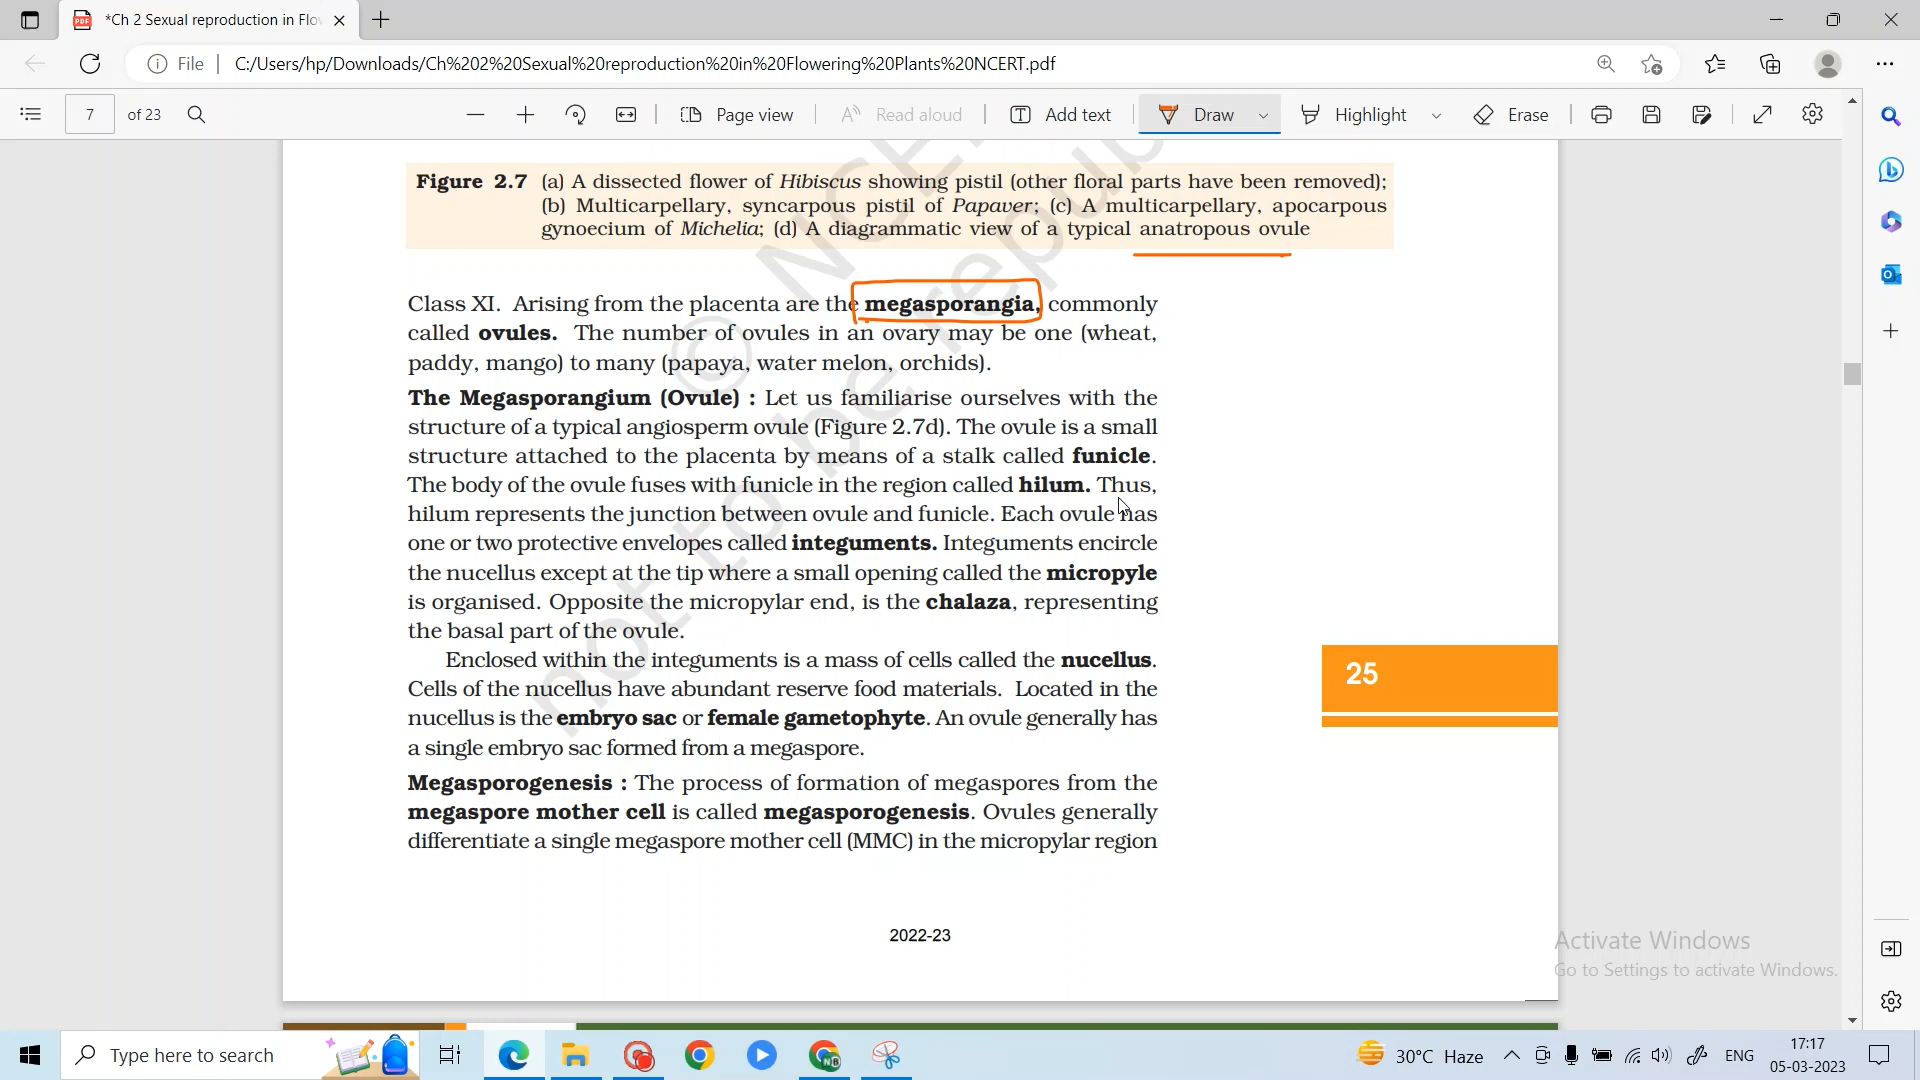 *Ch 2 Sexual reproduction in Flo
File
C:/Users/hp/Downloads/Ch%202%20Sexual%20reproduction%20in%20Flowering%20Plants%20NCERT.pdf
7 of 23
Page view
Read aloud
Add text
Draw
Highlight
Erase
Figure 2.7 (a) A dissected flower of Hibiscus showing pistil (other floral parts have been removed);
(b) Multicarpellary, syncarpous pistil of Papaver; (c) A multicarpellary, apocarpous
gynoecium of Michelia; (d) A diagrammatic view of a typical anatropous ovule
Class XI. Arising from the placenta are the megasporangia, commonly
called ovules. The number of ovules in an ovary may be one (wheat,
paddy, mango) to many (papaya, water melon, orchids).
The Megasporangium (Ovule) : Let us familiarise ourselves with the
structure of a typical angiosperm ovule (Figure 2.7d). The ovule is a small
structure attached to the placenta by means of a stalk called funicle.
The body of the ovule fuses with funicle in the region called hilum. Thus,
hilum represents the junction between ovule and funicle. Each ovule has
one or two protective envelopes called integuments. Integuments encircle
the nucellus except at the tip where a small opening called the micropyle
is organised. Opposite the micropylar end, is the chalaza, representing
the basal part of the ovule.
Enclosed within the integuments is a mass of cells called the nucellus.
Cells of the nucellus have abundant reserve food materials. Located in the
nucellus is the embryo sac or female gametophyte. An ovule generally has
a single embryo sac formed from a megaspore.
Megasporogenesis : The process of formation of megaspores from the
megaspore mother cell is called megasporogenesis. Ovules generally
differentiate a single megaspore mother cell (MMC) in the micropylar region
25
2022-23
© NCE
not to be repub
Activate Windows
Go to Settings to activate Windows.
Type here to search
30°C Haze
ENG
17:17
05-03-2023